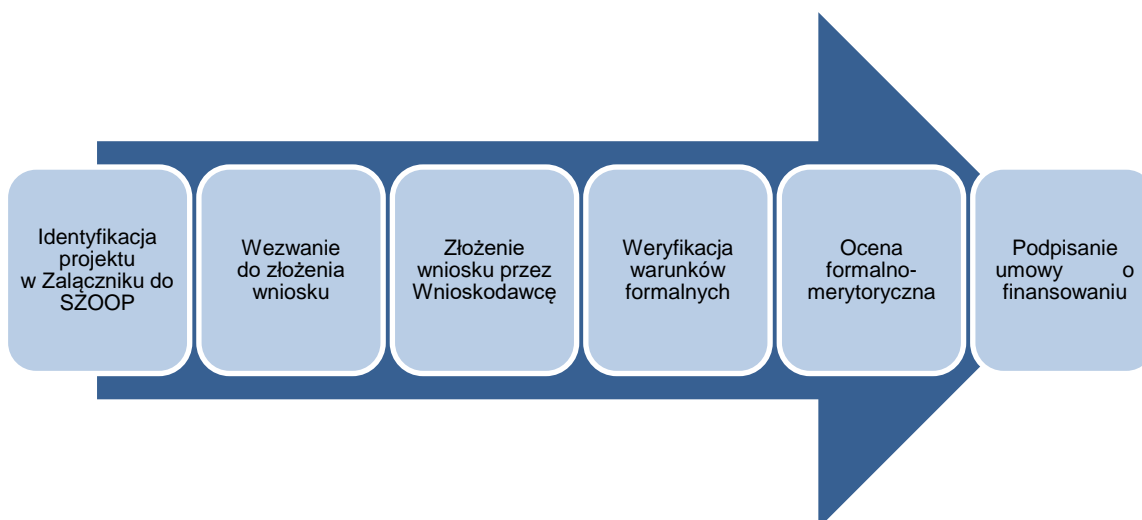 Identyfikacja
projektu
w Załączniku do
SZOOP
Wezwanie
do złożenia
wniosku
Złożenie
wniosku przez
Wnioskodawcę
Weryfikacja
warunków
formalnych
Ocena
formalno-
merytoryczna
Podpisanie
umowy o
finansowaniu